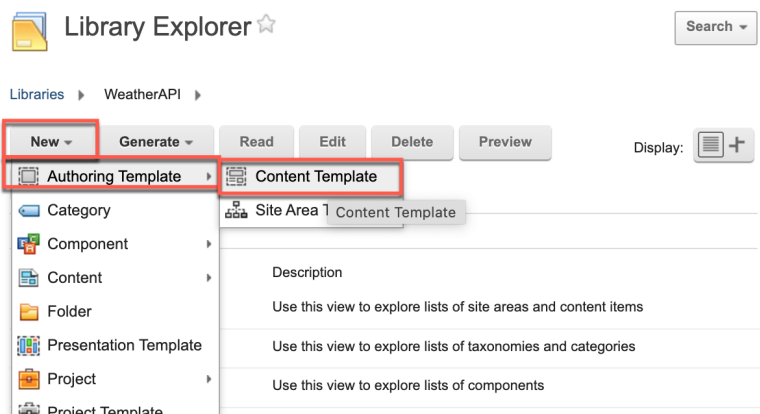 Library Explorer
Search
Libraries WeatherAPI
New Generate Read Edit Delete Preview Display:
Authoring Template Content Template
Category Site Area T Content Template
Component
Content Description
Folder Use this view to explore lists of site areas and content items
Presentation Template Use this view to explore lists of taxonomies and categories
Project Use this view to explore lists of components
Project Template